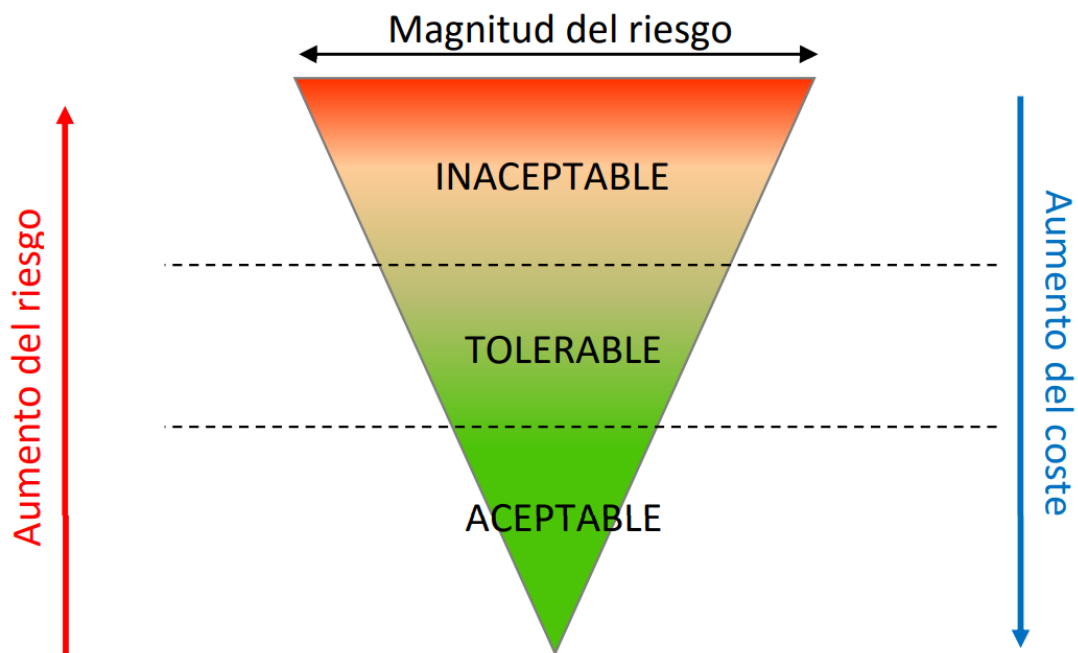 Magnitud del riesgo
INACEPTABLE
TOLERABLE
ACEPTABLE
Aumento del riesgo
Aumento del coste